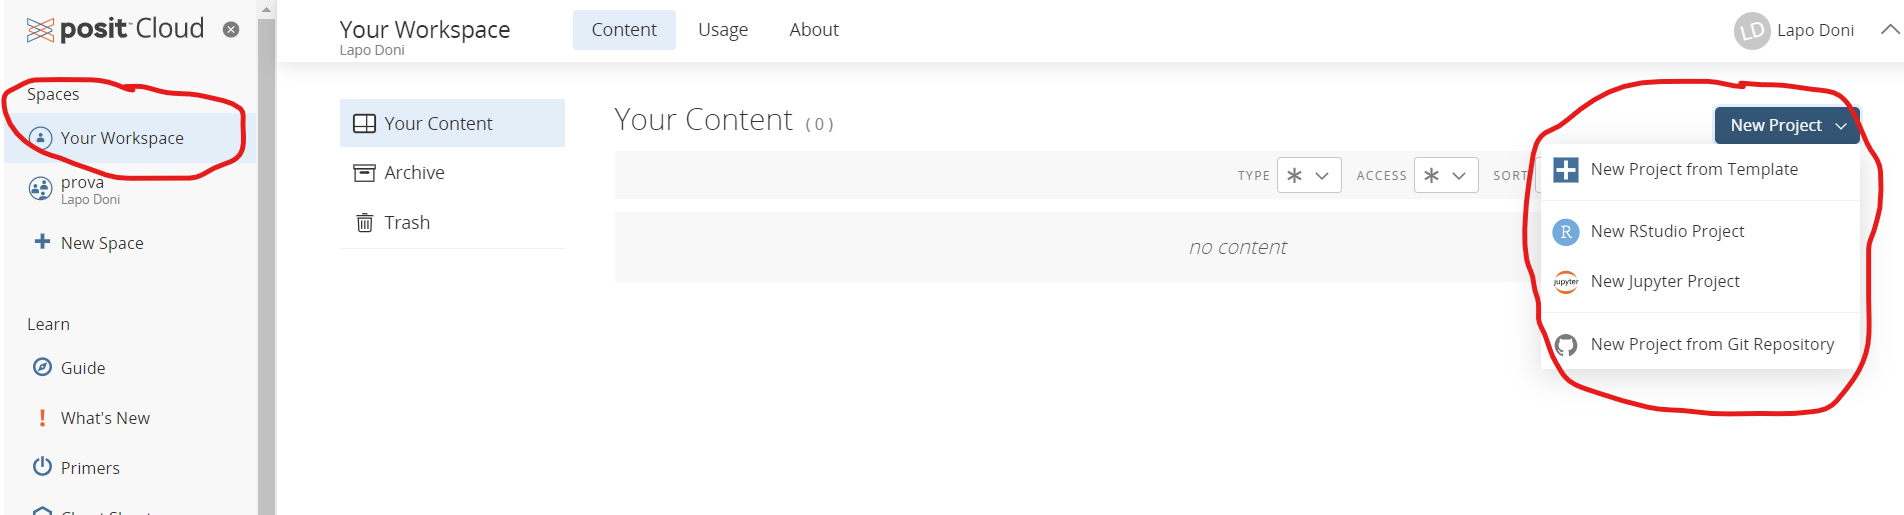 posit™ Cloud
Spaces
Your Workspace
prova
Lapo Doni
New Space
Learn
Guide
What's New
Primers
Your Workspace
Lapo Doni
Content
Usage
About
LD
Lapo Doni
Your Content
Archive
Trash
Your Content ( 0 )
New Project
TYPE
ACCESS
SORT
no content
New Project from Template
R
New RStudio Project
jupyter
New Jupyter Project
New Project from Git Repository